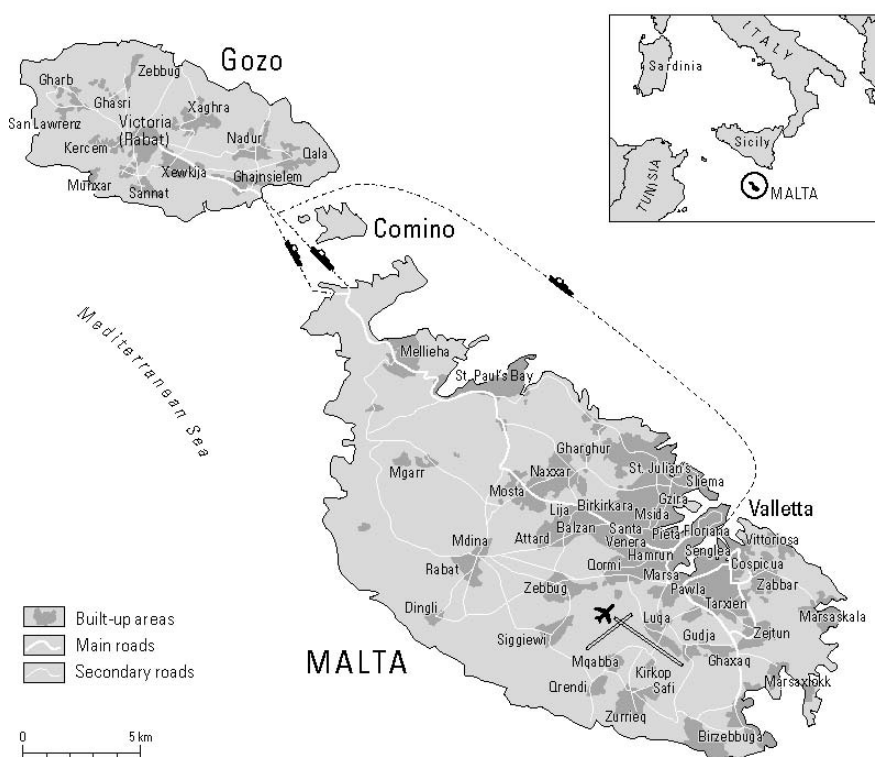 Gozo
Zebbug
Gharb
Ghasri
Xaghra
San Lawrenz
Victoria
(Rabat)
Nadur
Kercem
Qala
Xewkija
Ghajnsielem
Munxar
Sannat
Comino
ITALY
Sardinia
Sicily
TUNISIA
MALTA
Mediterranean Sea
Mellieha
St. Paul's Bay
Gharghur
St. Julian's
Mgarr
Naxxar
Sliema
Mosta
Gzira
Lija
Birkirkara
Msida
Valletta
Balzan
Santa
Venera
Pieta
Floriana
Attard
Vittoriosa
Mdina
Hamrun
Senglea
Cospicua
Rabat
Qormi
Marsa
Zebbug
Pawla
Zabbar
Dingli
Luqa
Tarxien
Marsaskala
Siggiewi
Gudja
Zejtun
MALTA
Mqabba
Ghaxaq
Kirkop
Qrendi
Safi
Marsaxlokk
Zurrieq
Birzebbuga
Built-up areas
Main roads
Secondary roads
0 5 km